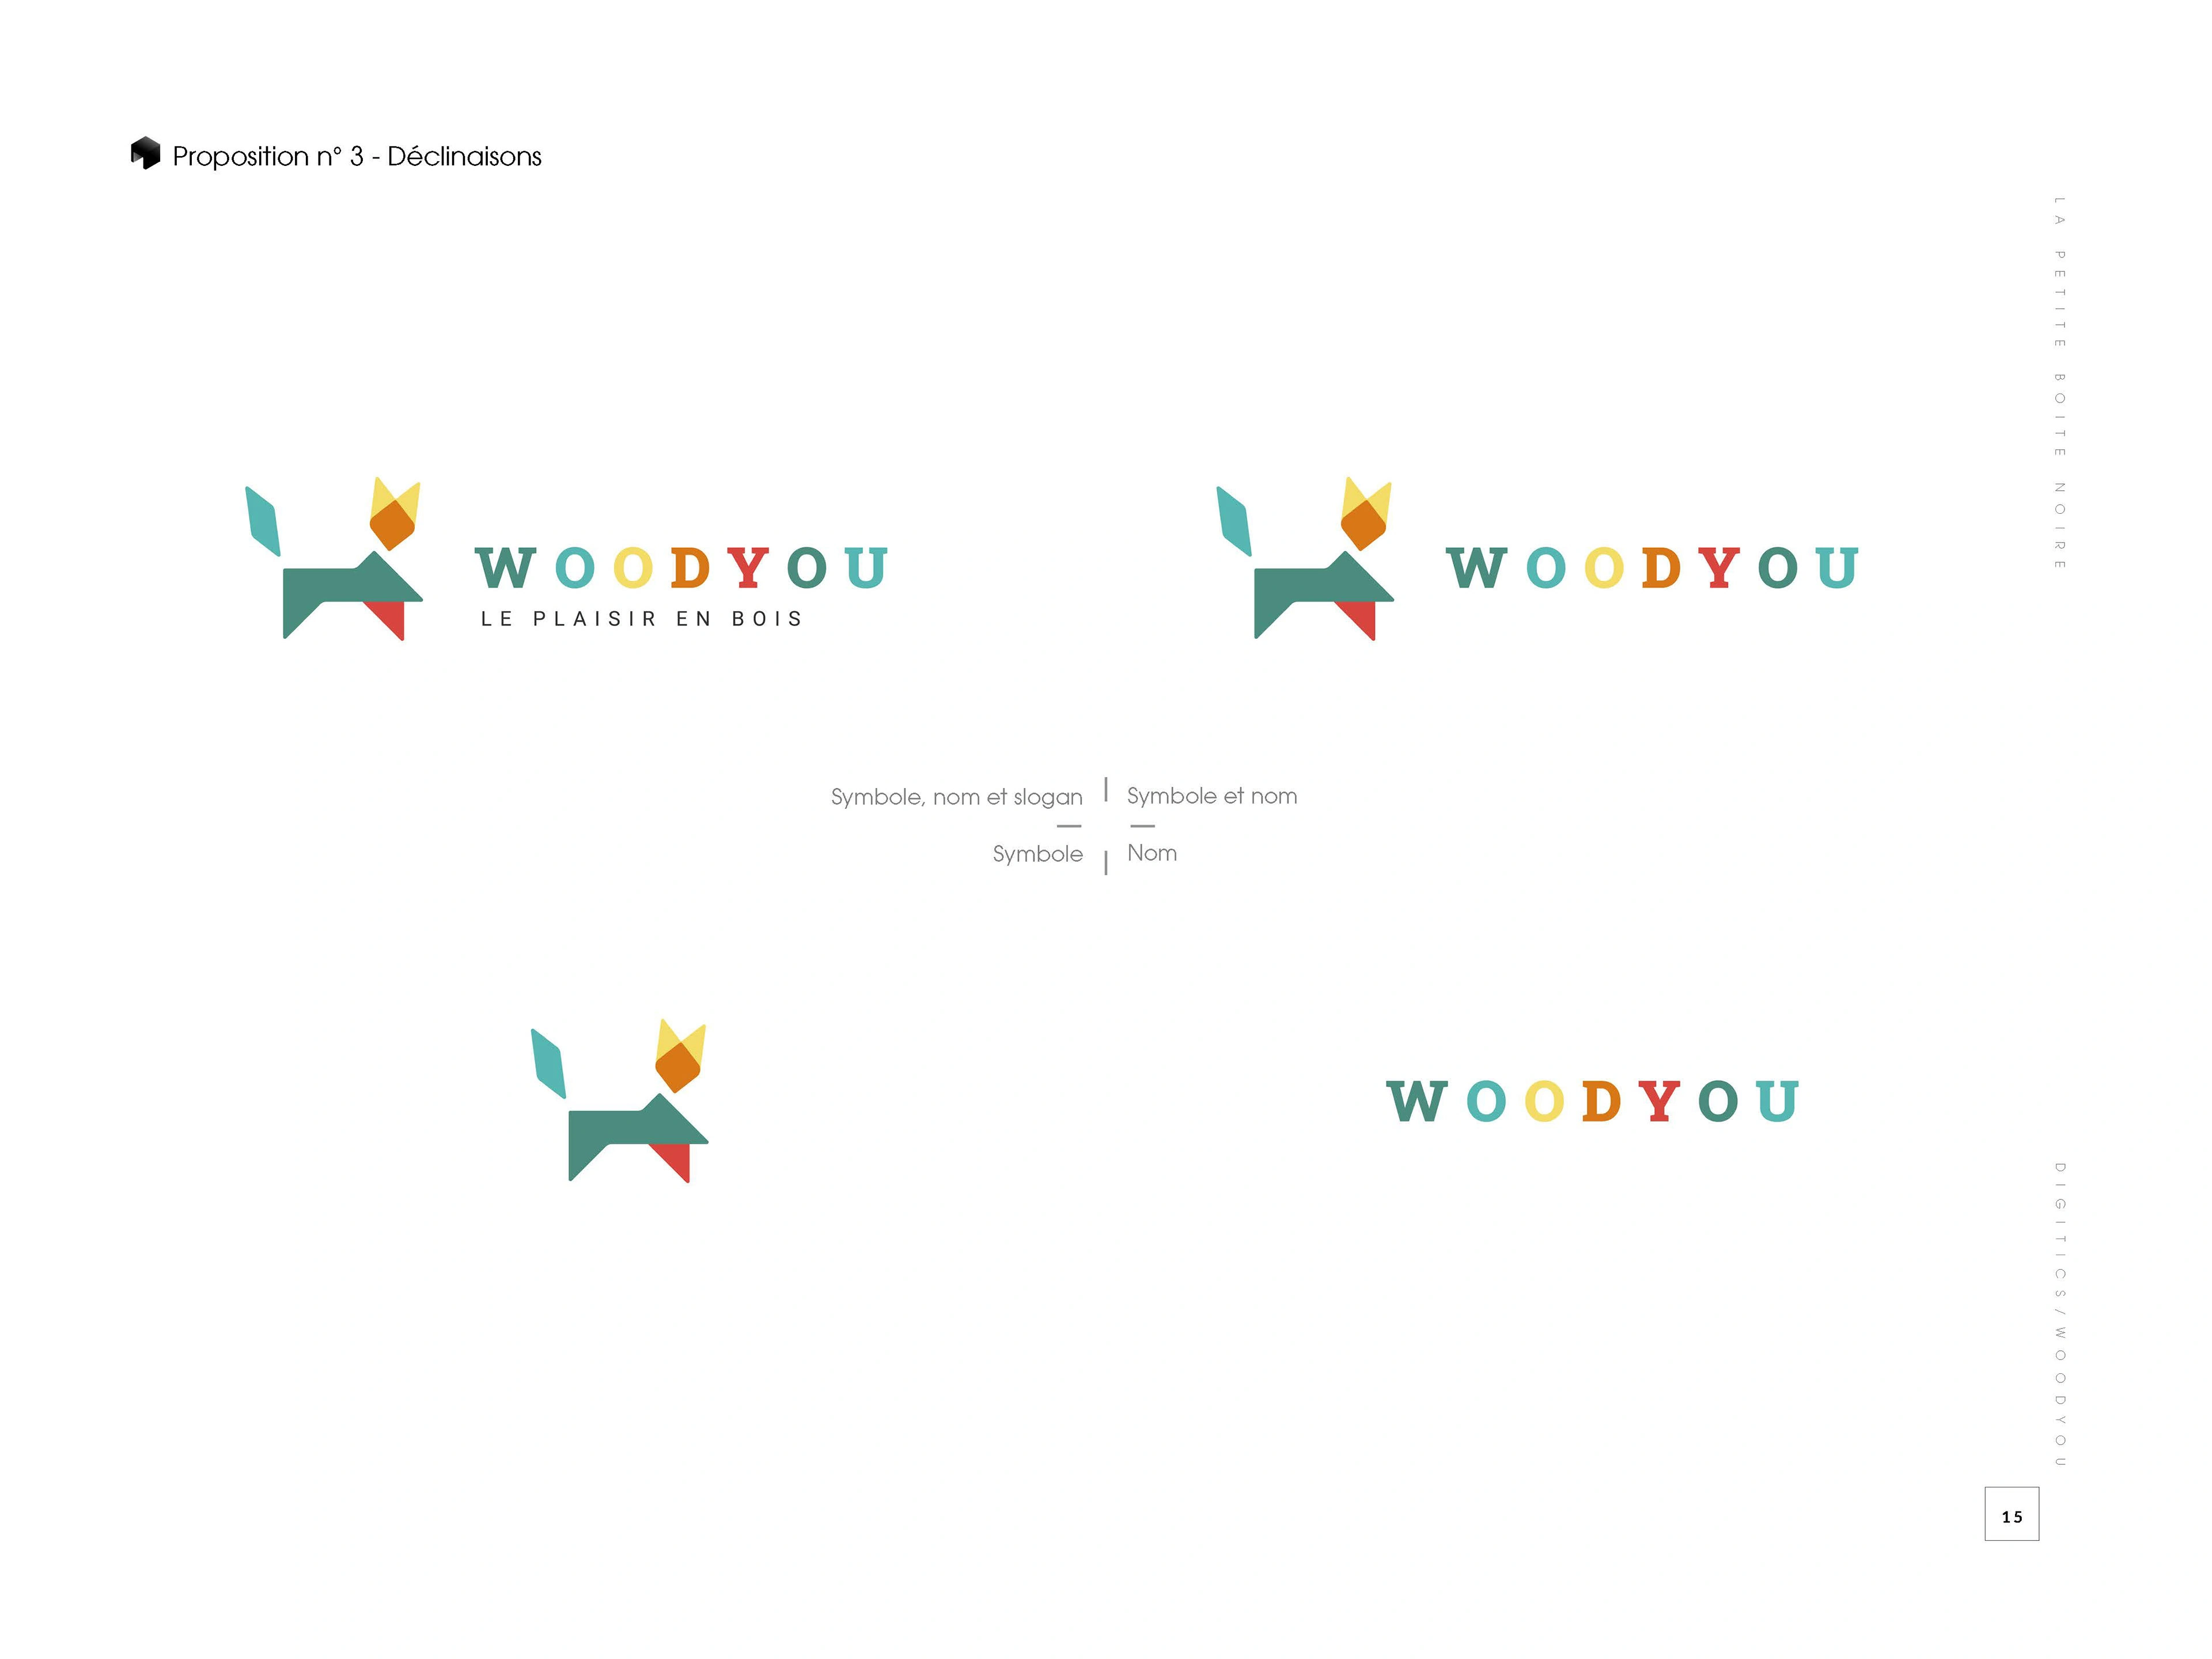 Proposition n° 3 - Déclinaisons
LA PETITE BOITE NOIRE
WOODYOU
LE PLAISIR EN BOIS
WOODYOU
Symbole, nom et slogan
Symbole et nom
Symbole
Nom
WOODYOU
DIGITICS/WOODYOU
15